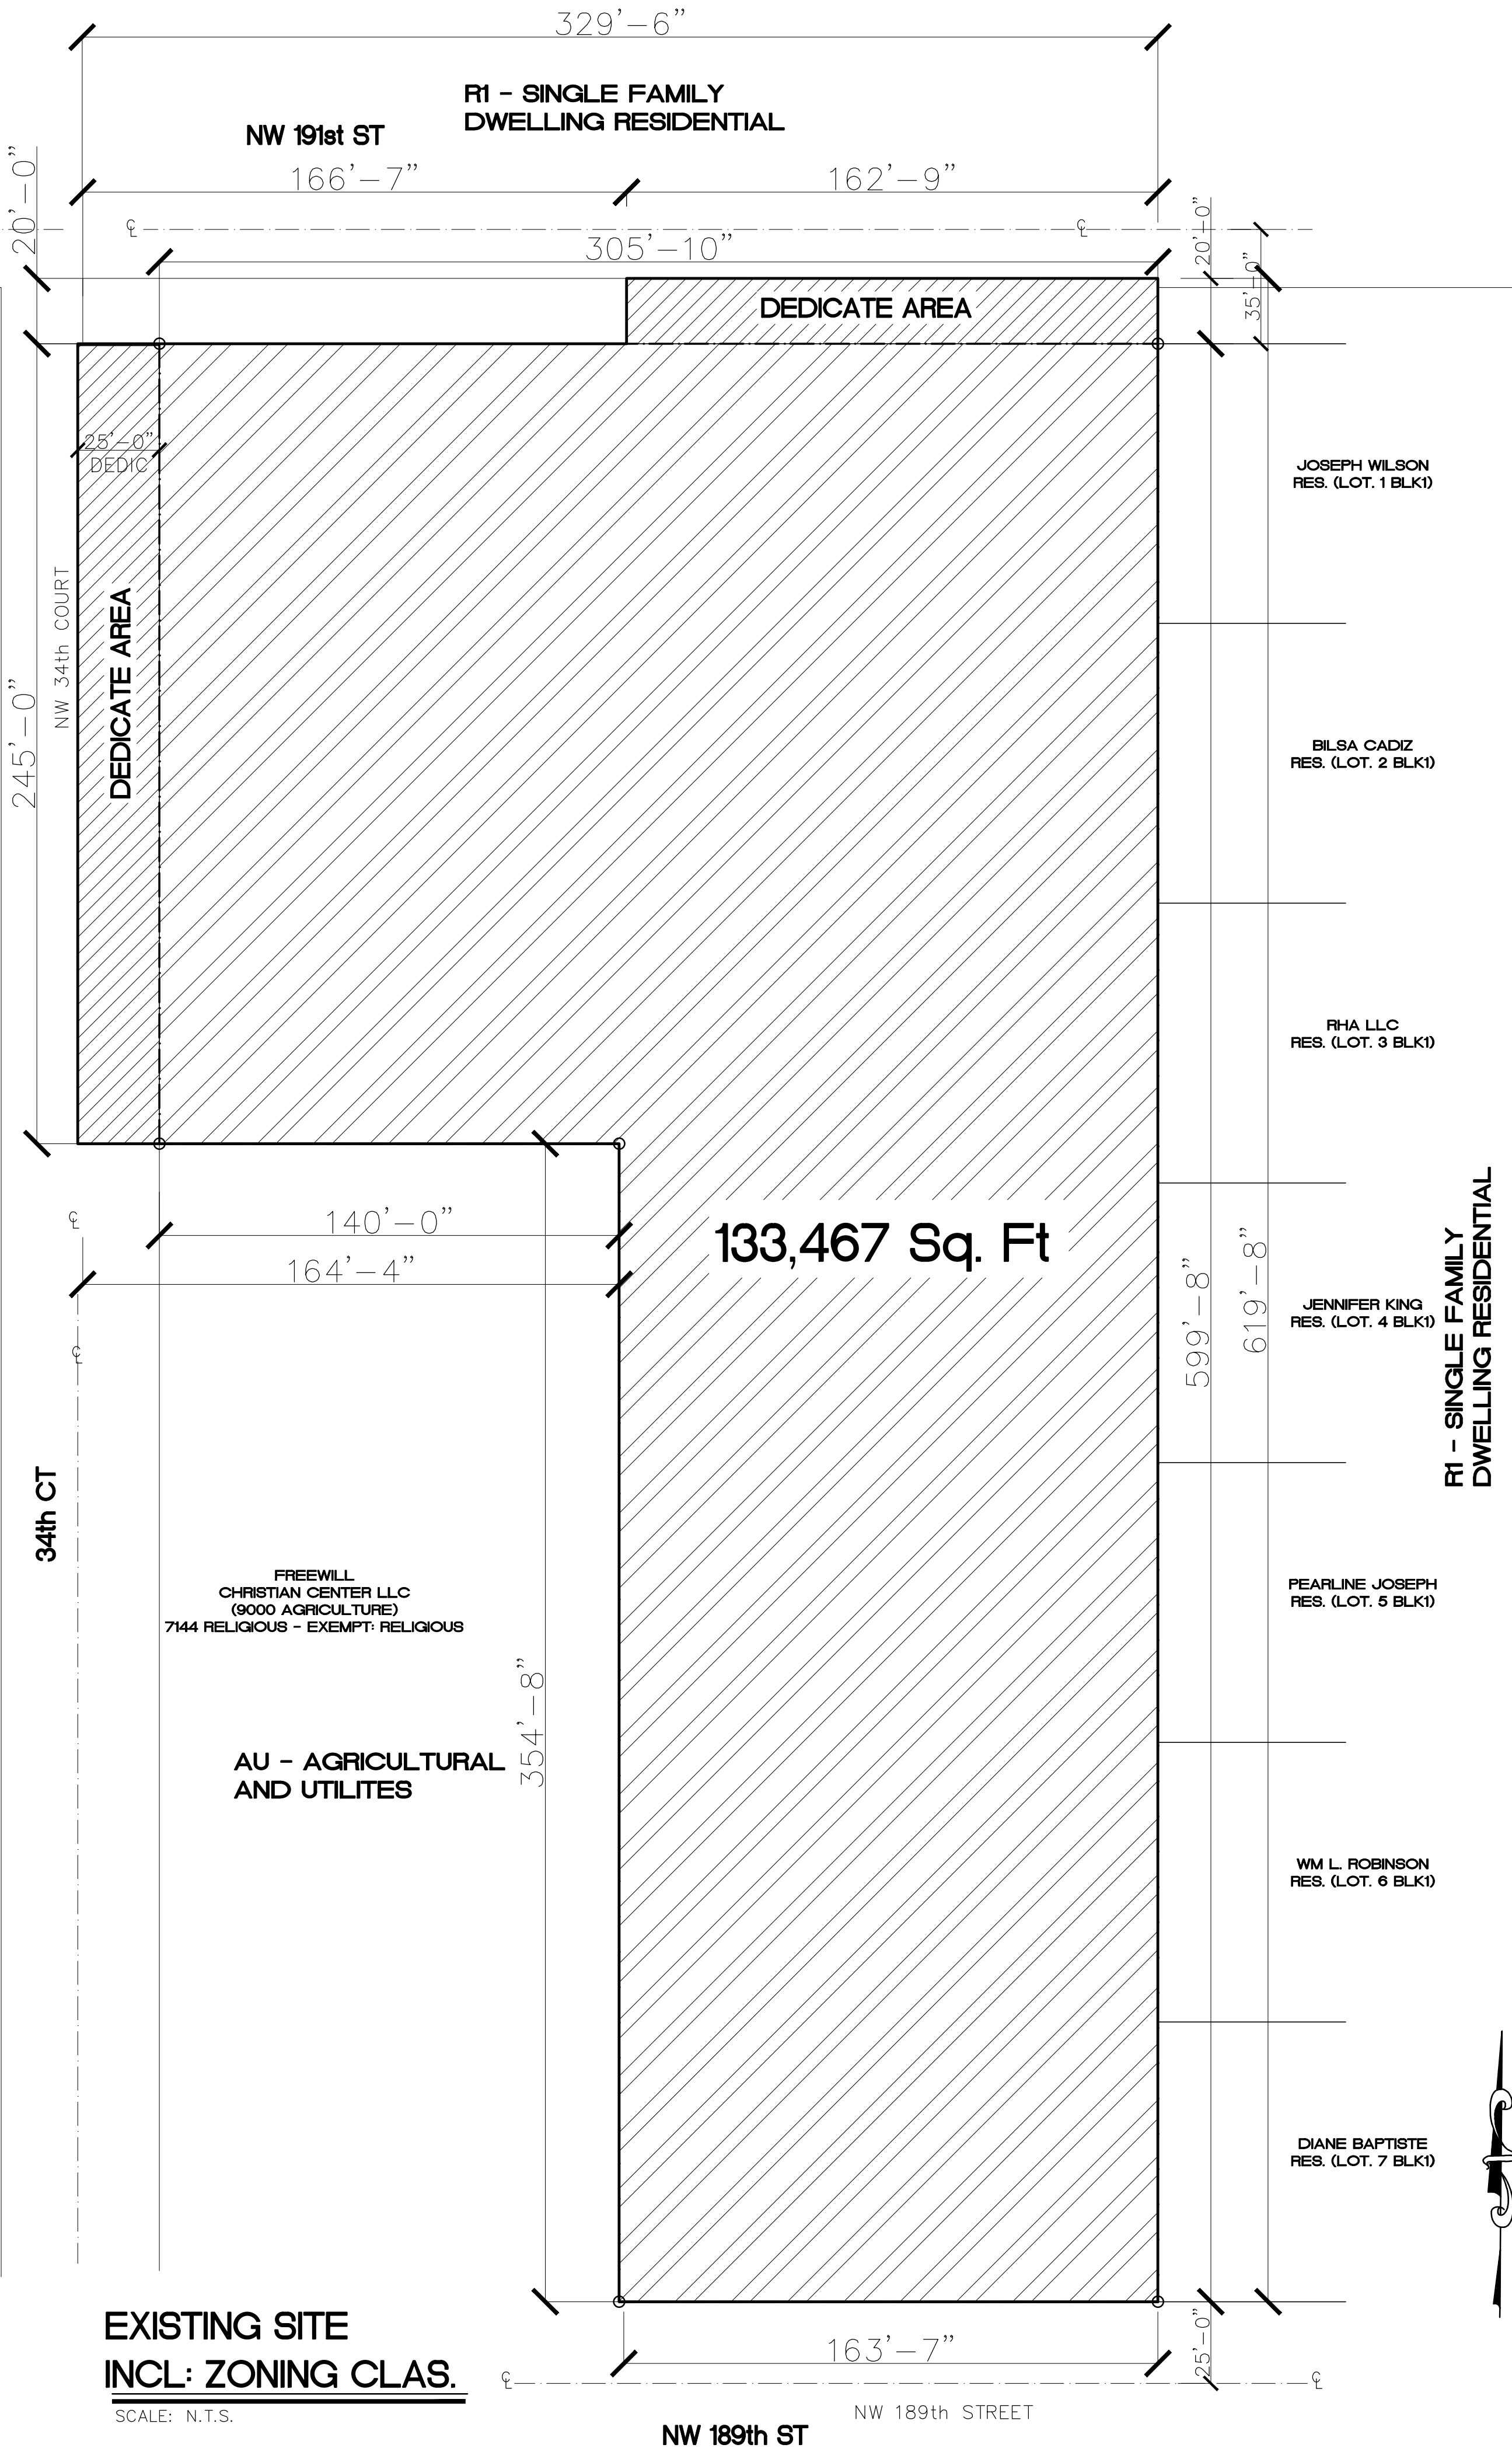 329'-6"
R1 - SINGLE FAMILY
DWELLING RESIDENTIAL
NW 191st ST
166'-7"
162'-9"
20'-0"
20'-0"
35'-0"
305'-10"
DEDICATE AREA
25'-0"
DEDIC
DEDICATE AREA
NW 34th COURT
245'-0"
JOSEPH WILSON
RES. (LOT. 1 BLK1)
BILSA CADIZ
RES. (LOT. 2 BLK1)
RHA LLC
RES. (LOT. 3 BLK1)
140'-0"
164'-4"
133,467 Sq. Ft
599'-8"
619'-8"
JENNIFER KING
RES. (LOT. 4 BLK1)
R1 - SINGLE FAMILY
DWELLING RESIDENTIAL
34th CT
FREEWILL
CHRISTIAN CENTER LLC
(9000 AGRICULTURE)
7144 RELIGIOUS - EXEMPT: RELIGIOUS
PEARLINE JOSEPH
RES. (LOT. 5 BLK1)
354'-8"
AU - AGRICULTURAL
AND UTILITES
WM L. ROBINSON
RES. (LOT. 6 BLK1)
DIANE BAPTISTE
RES. (LOT. 7 BLK1)
EXISTING SITE
INCL: ZONING CLAS.
SCALE: N.T.S.
163'-7"
25'-0"
NW 189th STREET
NW 189th ST